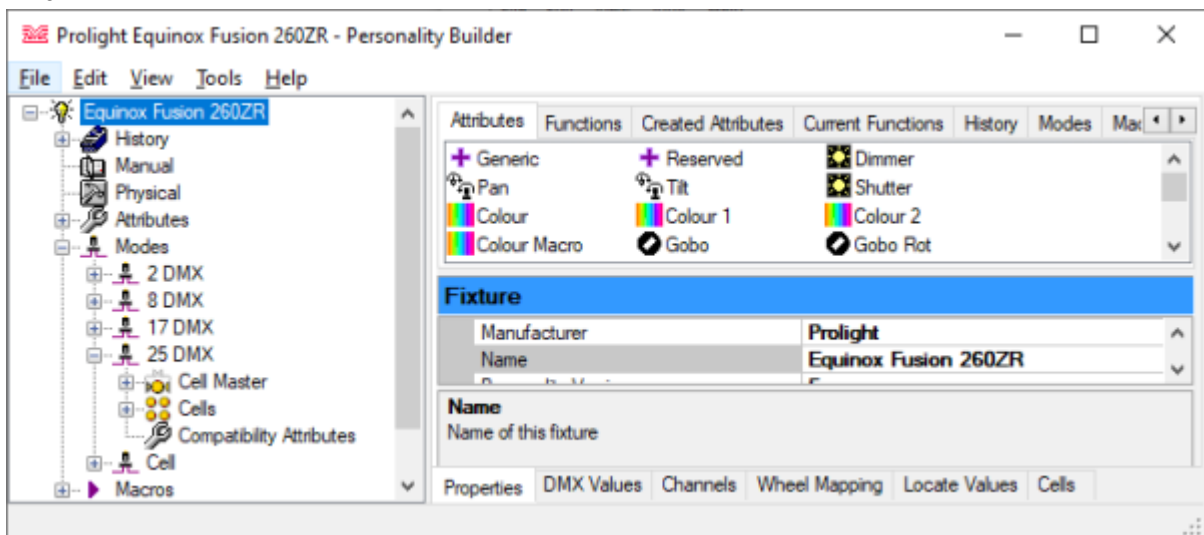 Prolight Equinox Fusion 260ZR - Personality Builder
File Edit View Tools Help
Equinox Fusion 260ZR
History
Manual
Physical
Attributes
Modes
2 DMX
8 DMX
17 DMX
25 DMX
Cell Master
Cells
Compatibility Attributes
Cell
Macros
Attributes Functions Created Attributes Current Functions History Modes
Generic Reserved Dimmer
Pan Tilt Shutter
Colour Colour 1 Colour 2
Colour Macro Gobo Gobo Rot
Fixture
Manufacturer Prolight
Name Equinox Fusion 260ZR
Name
Name of this fixture
Properties DMX Values Channels Wheel Mapping Locate Values Cells